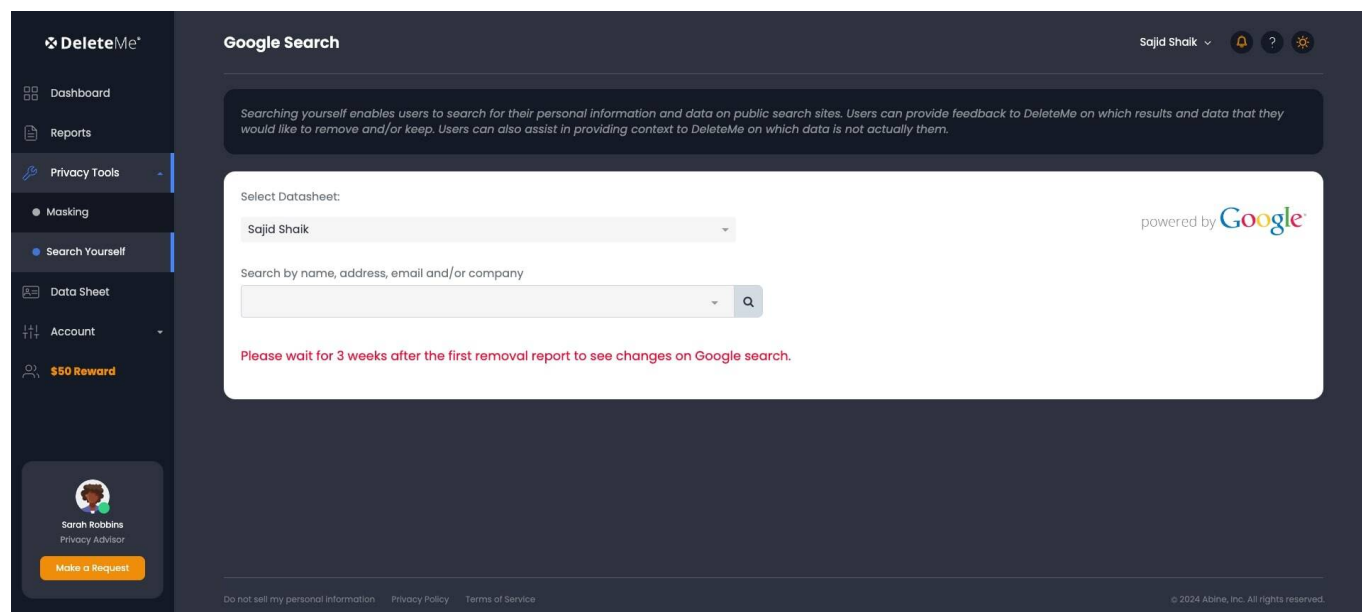 DeleteMe®
Google Search
Sajid Shaik
?
Dashboard
Reports
Privacy Tools
Masking
Search Yourself
Data Sheet
Account
$50 Reward
Searching yourself enables users to search for their personal information and data on public search sites. Users can provide feedback to DeleteMe on which results and data that they
would like to remove and/or keep. Users can also assist in providing context to DeleteMe on which data is not actually them.
Select Datasheet:
Sajid Shaik
powered by Google
Search by name, address, email and/or company
Please wait for 3 weeks after the first removal report to see changes on Google search.
Sarah Robbins
Privacy Advisor
Make a Request
Do not sell my personal information Privacy Policy Terms of Service
© 2024 Abine, Inc. All rights reserved.